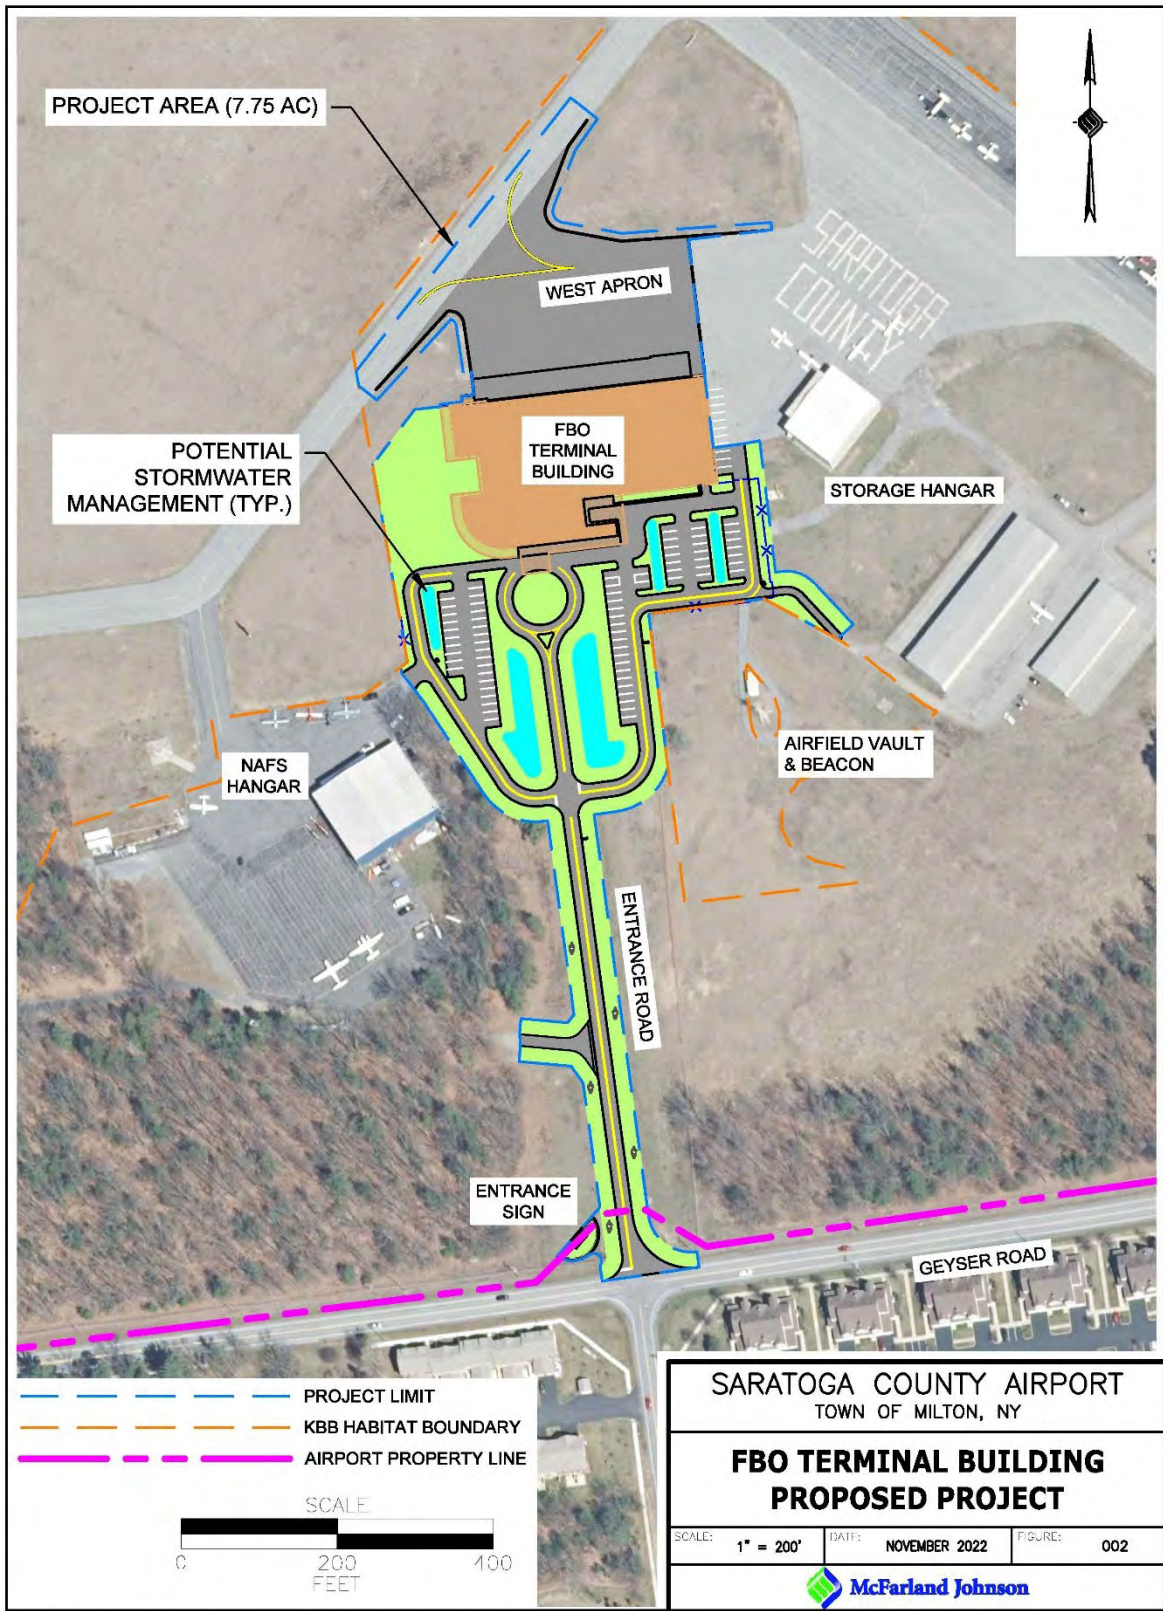 PROJECT AREA (7.75 AC)
WEST APRON
SARATOGA
COUNTY
FBO
TERMINAL
BUILDING
POTENTIAL
STORMWATER
MANAGEMENT (TYP.)
STORAGE HANGAR
NAFS
HANGAR
AIRFIELD VAULT
& BEACON
ENTRANCE ROAD
ENTRANCE
SIGN
GEYSER ROAD
PROJECT LIMIT
KBB HABITAT BOUNDARY
AIRPORT PROPERTY LINE
SCALE
0 200 400
FEET
SARATOGA COUNTY AIRPORT
TOWN OF MILTON, NY
FBO TERMINAL BUILDING
PROPOSED PROJECT
SCALE: 1" = 200' DATE: NOVEMBER 2022 FIGURE: 002
McFarland Johnson